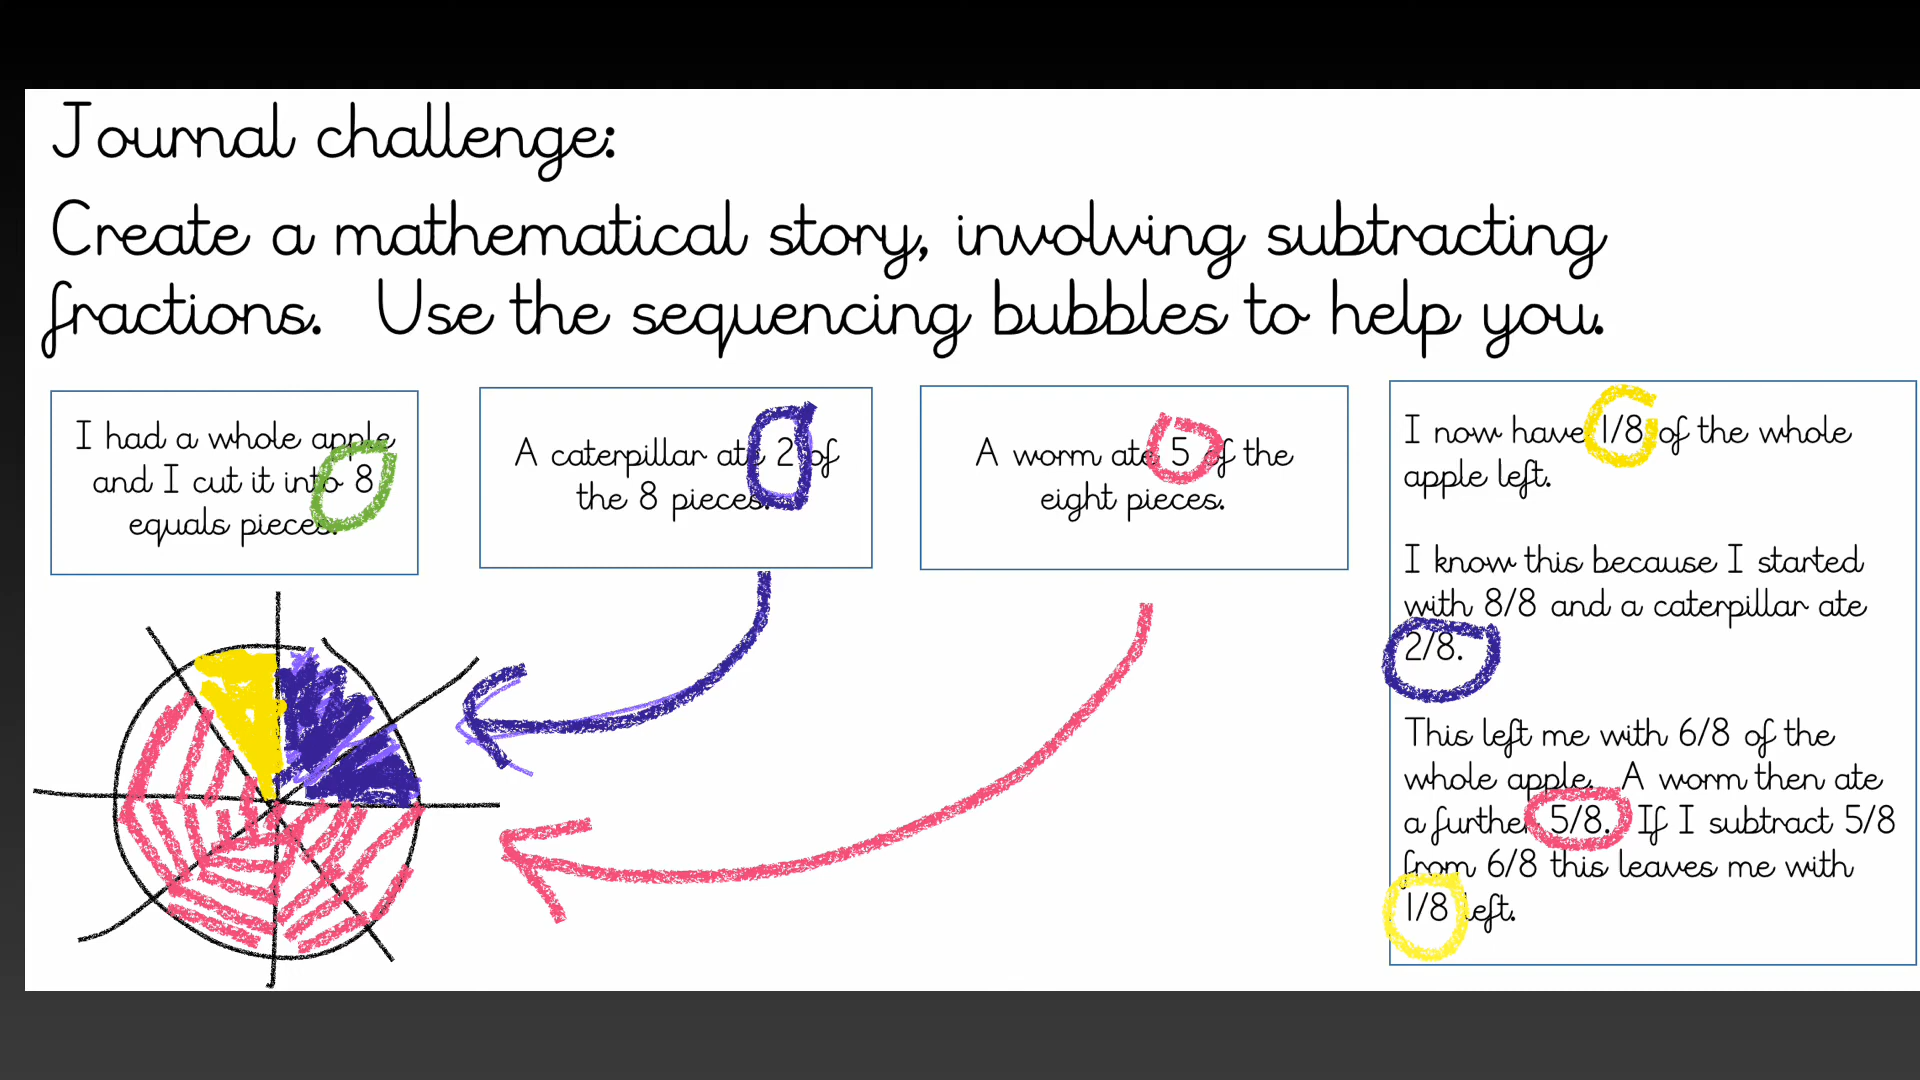 Journal challenge:
Create a mathematical story, involving subtracting
fractions. Use the sequencing bubbles to help you.
I had a whole apple
and I cut it into 8
equals pieces.
A caterpillar ate 2 of
the 8 pieces.
A worm ate 5 of the
eight pieces.
I now have 1/8 of the whole
apple left.
I know this because I started
with 8/8 and a caterpillar ate
2/8.
This left me with 6/8 of the
whole apple. A worm then ate
a further 5/8. If I subtract 5/8
from 6/8 this leaves me with
1/8 left.